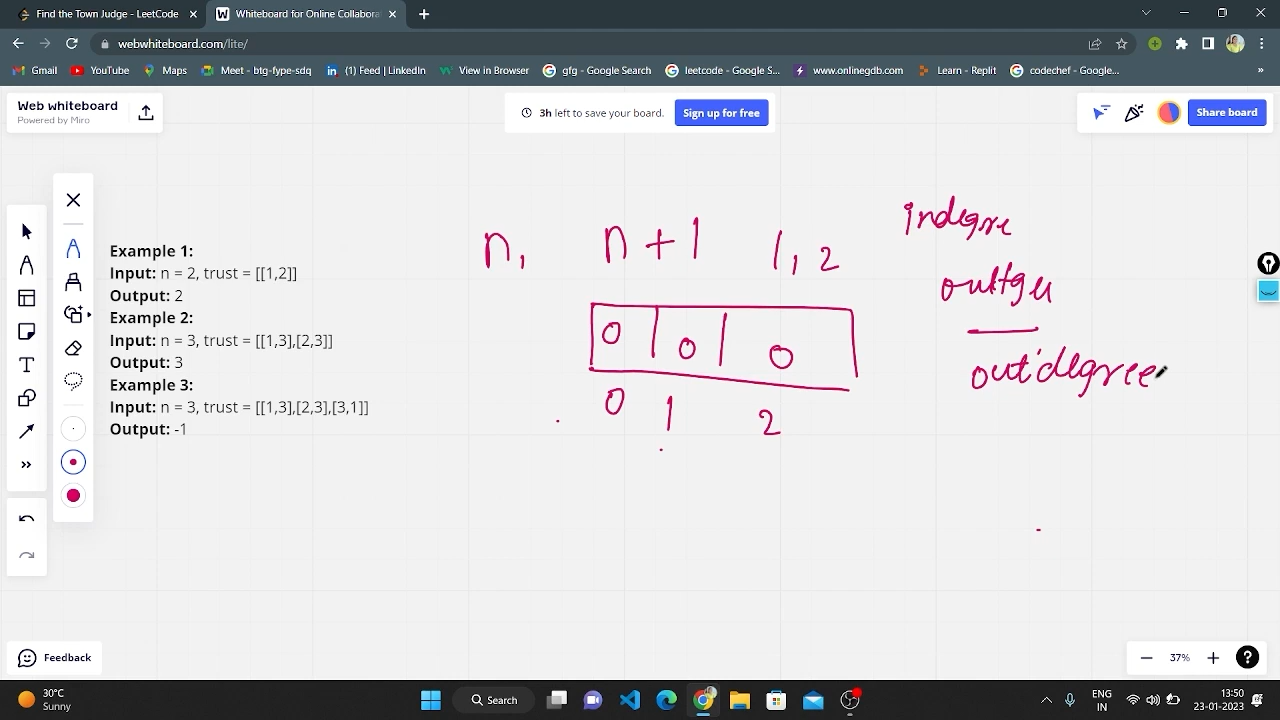 Find the Town Judge - LeetCode
Whiteboard for Online Collabora
webwhiteboard.com/lite/
Gmail
YouTube
Maps
Meet - btg-fype-sdq
(1) Feed | LinkedIn
View in Browser
gfg - Google Search
leetcode - Google S...
www.onlinegdb.com
Learn - Replit
codechef - Google...
Web whiteboard
Powered by Miro
3h left to save your board.
Sign up for free
Share board
Example 1:
Input: n = 2, trust = [[1,2]]
Output: 2
Example 2:
Input: n = 3, trust = [[1,3],[2,3]]
Output: 3
Example 3:
Input: n = 3, trust = [[1,3],[2,3],[3,1]]
Output: -1
n, n + 1 1, 2
0 0 0
0 1 2
outdegree
Feedback
37%
30°C
Sunny
Search
ENG
IN
13:50
23-01-2023